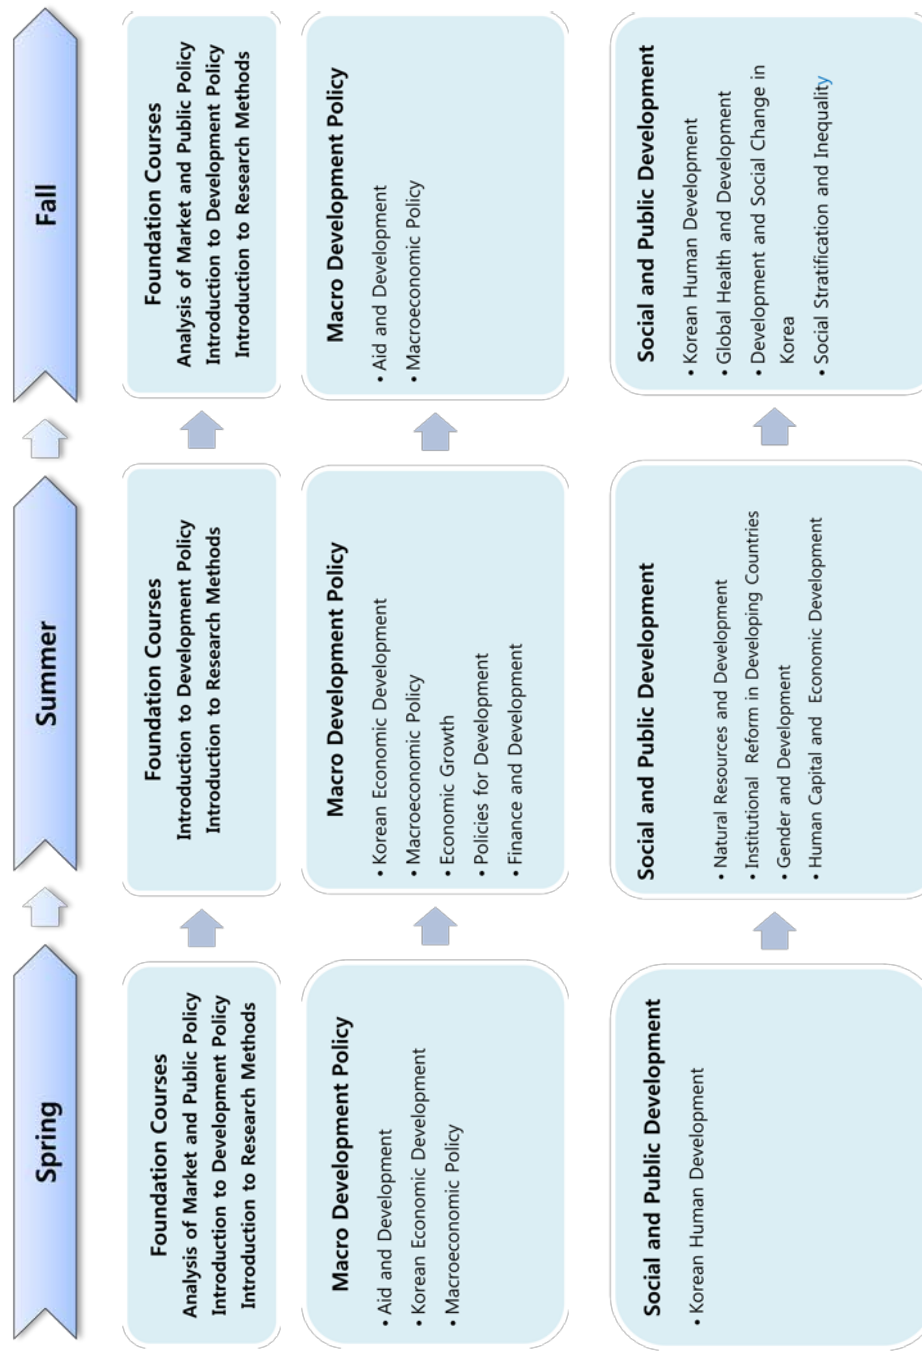 Spring
Summer
Fall
Foundation Courses
Analysis of Market and Public Policy
Introduction to Development Policy
Introduction to Research Methods
Foundation Courses
Introduction to Development Policy
Introduction to Research Methods
Foundation Courses
Analysis of Market and Public Policy
Introduction to Development Policy
Introduction to Research Methods
Macro Development Policy
• Aid and Development
• Korean Economic Development
• Macroeconomic Policy
Macro Development Policy
• Korean Economic Development
• Macroeconomic Policy
• Economic Growth
• Policies for Development
• Finance and Development
Macro Development Policy
• Aid and Development
• Macroeconomic Policy
Social and Public Development
• Korean Human Development
Social and Public Development
• Natural Resources and Development
• Institutional Reform in Developing Countries
• Gender and Development
• Human Capital and Economic Development
Social and Public Development
• Korean Human Development
• Global Health and Development
• Development and Social Change in
Korea
• Social Stratification and Inequality